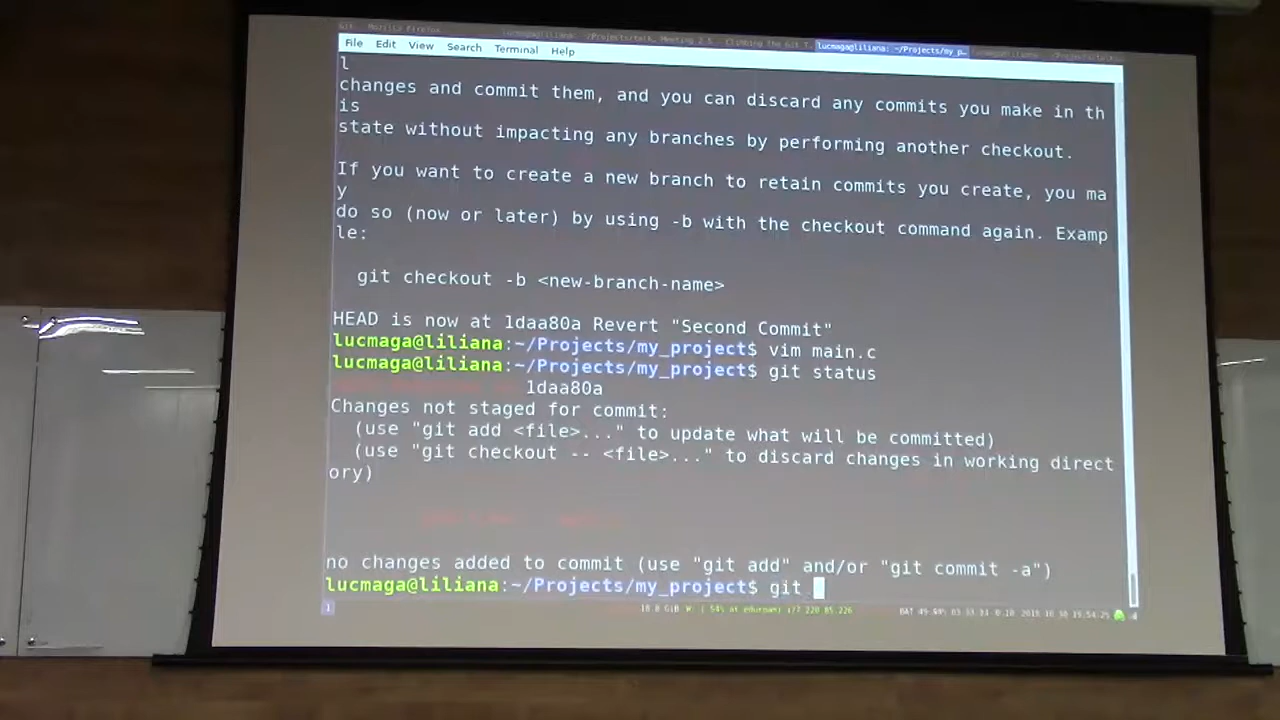 File Edit View Search Terminal Help
l
changes and commit them, and you can discard any commits you make in th
is
state without impacting any branches by performing another checkout.
If you want to create a new branch to retain commits you create, you ma
y
do so (now or later) by using -b with the checkout command again. Examp
le:
git checkout -b <new-branch-name>
HEAD is now at 1daa80a Revert "Second Commit"
lucmaga@liliana:~/Projects/my_project$ vim main.c
lucmaga@liliana:~/Projects/my_project$ git status
1daa80a
Changes not staged for commit:
(use "git add <file>..." to update what will be committed)
(use "git checkout -- <file>..." to discard changes in working direct
ory)
no changes added to commit (use "git add" and/or "git commit -a")
lucmaga@liliana:~/Projects/my_project$ git
1